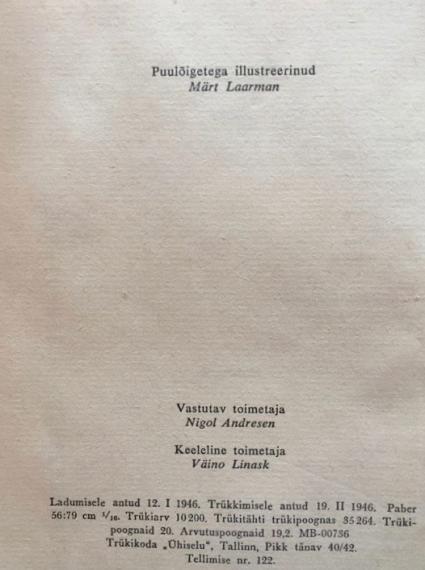 Puulõigetega illustreerinud
Märt Laarman
Vastutav toimetaja
Nigol Andresen
Keeleline toimetaja
Väino Linask
Ladumisele antud 12. I 1946. Trükkimisele antud 19. II 1946. Paber
56:79 cm ¹/₁₆. Trükiarv 10 200. Trükitähti trükipoognas 35 264. Trüki-
poognaid 20. Arvutuspoognaid 19,2. MB-00736
Trükikoda „Ühiselu“, Tallinn, Pikk tänav 40/42.
Tellimise nr. 122.